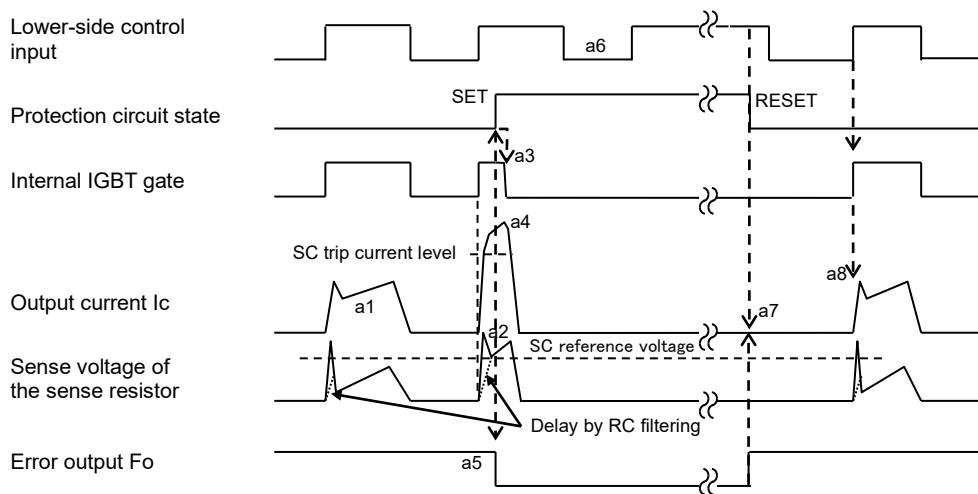 Lower-side control
input
a6
SET
RESET
Protection circuit state
a3
Internal IGBT gate
a4
SC trip current level
a8
Output current Ic
a1
a7
a2
SC reference voltage
Sense voltage of
the sense resistor
Delay by RC filtering
Error output Fo
a5